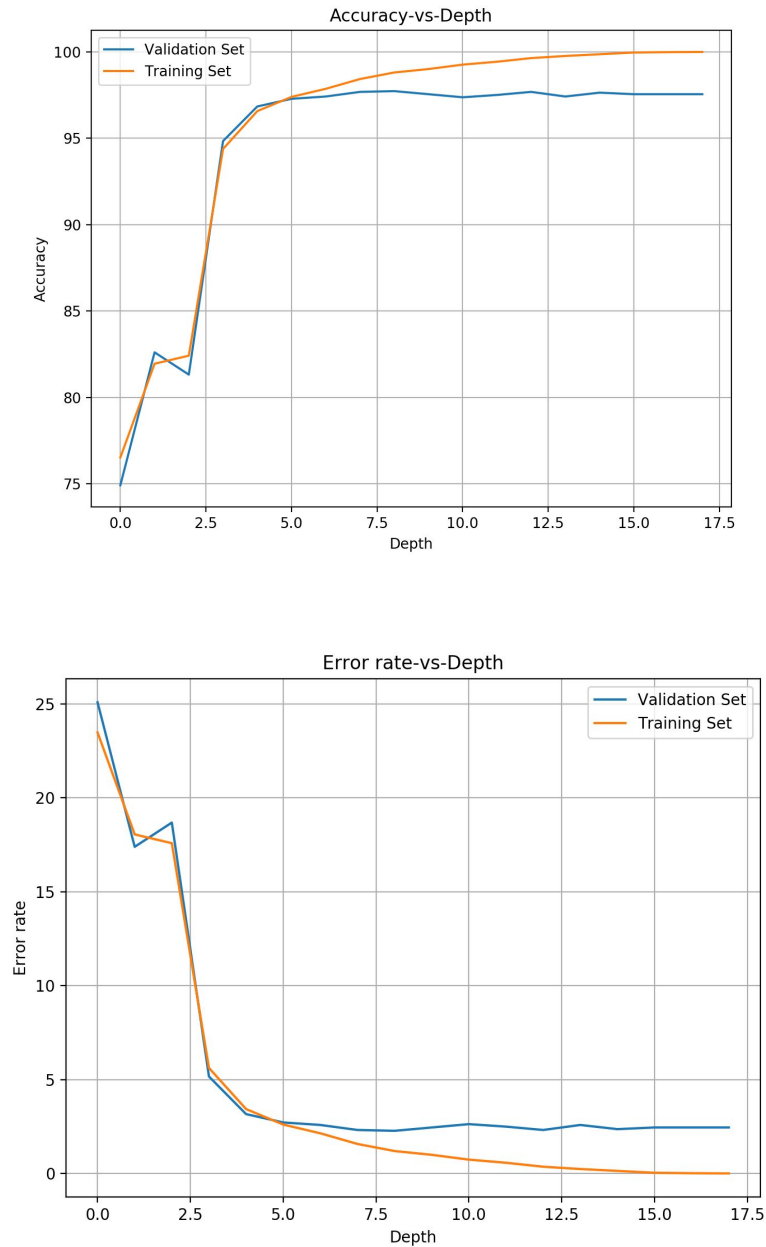 Accuracy-vs-Depth
Validation Set
Training Set
100
95
90
85
80
75
Accuracy
0.0 2.5 5.0 7.5 10.0 12.5 15.0 17.5
Depth
Error rate-vs-Depth
Validation Set
Training Set
25
20
15
10
5
0
Error rate
0.0 2.5 5.0 7.5 10.0 12.5 15.0 17.5
Depth